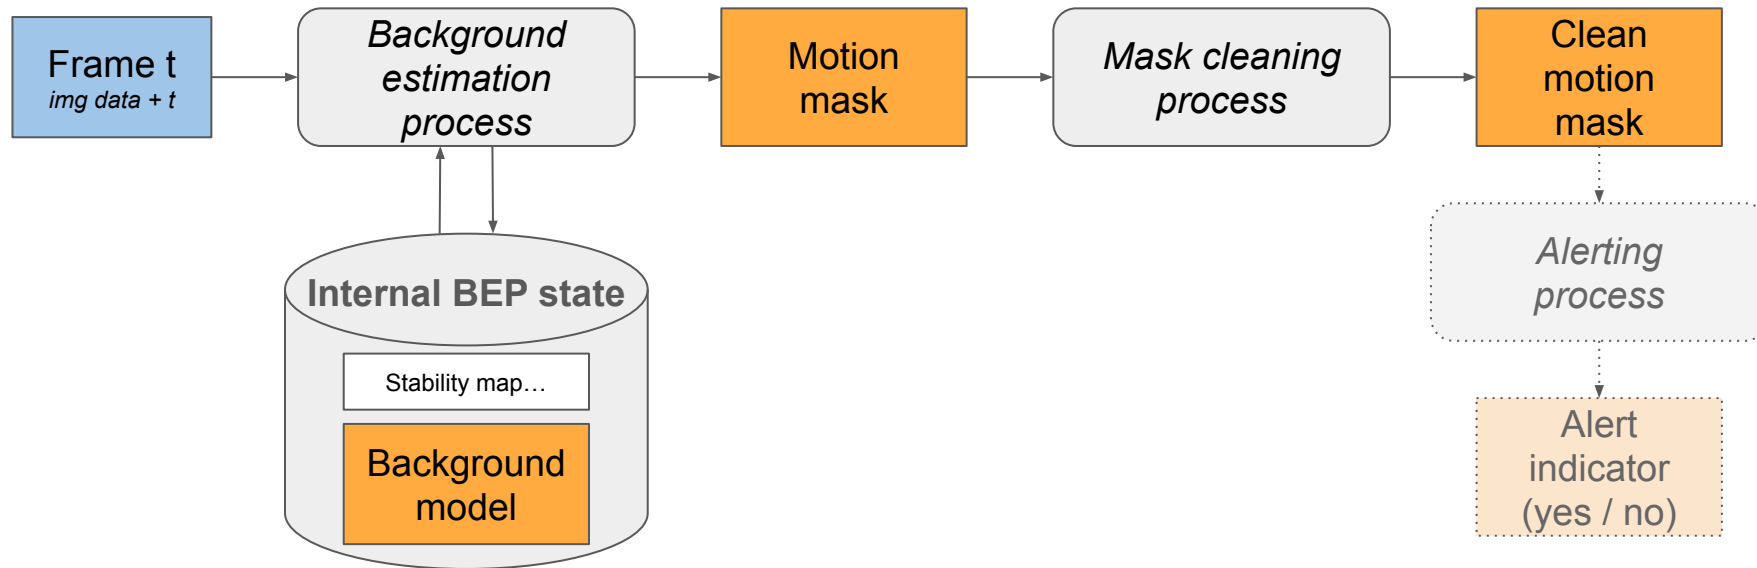 Frame t
img data + t
Background
estimation
process
Motion
mask
Mask cleaning
process
Clean
motion
mask
Internal BEP state
Stability map…
Background
model
Alerting
process
Alert
indicator
(yes / no)